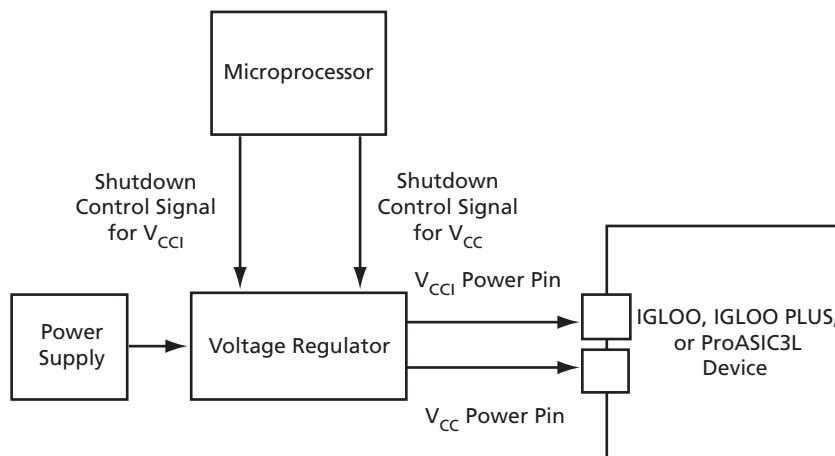 Microprocessor
Shutdown
Control Signal
for VCCI
Shutdown
Control Signal
for VCC
VCCI Power Pin
Power
Supply
Voltage Regulator
IGLOO, IGLOO PLUS,
or ProASIC3L
Device
VCC Power Pin